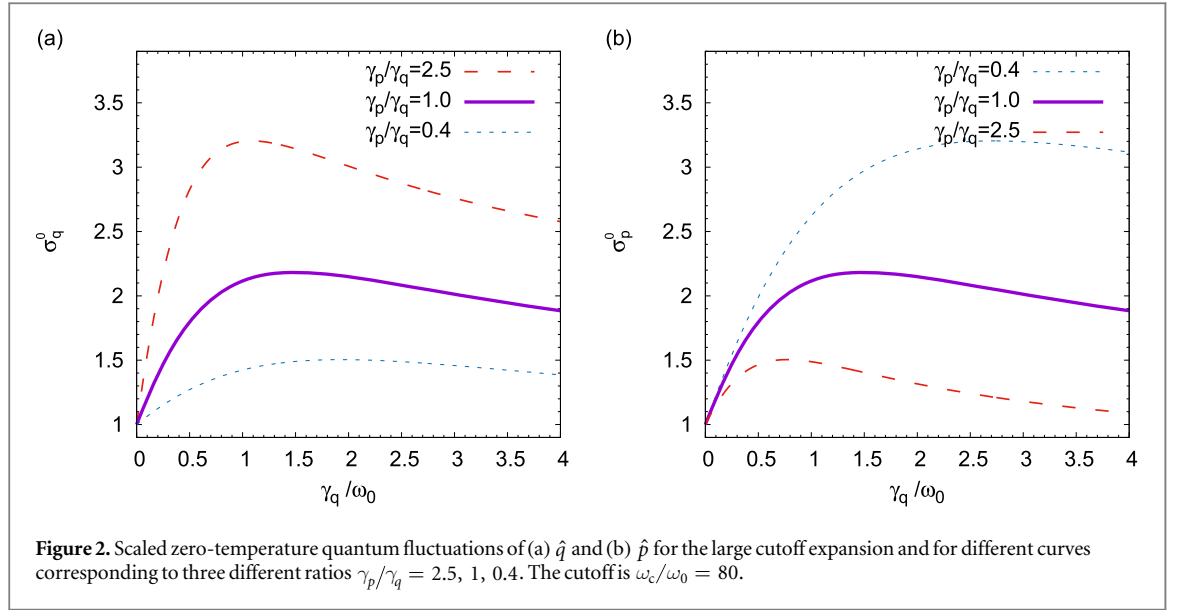 (a)
γp/γq=2.5
γp/γq=1.0
γp/γq=0.4
3.5
3
2.5
2
1.5
1
σq⁰
0 0.5 1 1.5 2 2.5 3 3.5 4
γq /ω0
(b)
γp/γq=0.4
γp/γq=1.0
γp/γq=2.5
3.5
3
2.5
2
1.5
1
σp⁰
0 0.5 1 1.5 2 2.5 3 3.5 4
γq /ω0
Figure 2. Scaled zero-temperature quantum fluctuations of (a) q̂ and (b) p̂ for the large cutoff expansion and for different curves
corresponding to three different ratios γp/γq = 2.5, 1, 0.4. The cutoff is ωc/ω0 = 80.